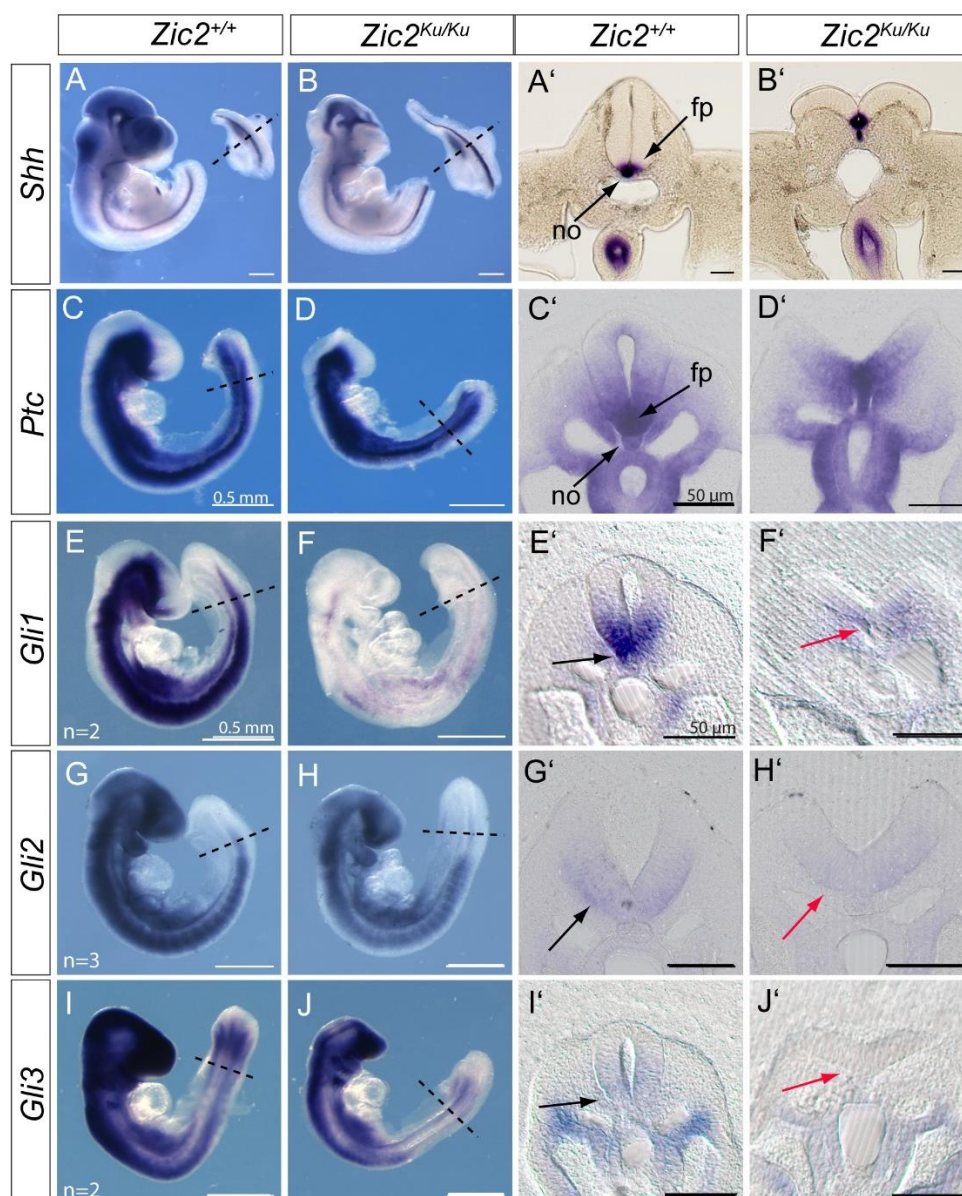 Zic2+/+ Zic2Ku/Ku Zic2+/+ Zic2Ku/Ku
Shh
A B A‘ B‘
fp
no
Ptc
C D C‘ D‘
fp
no
0.5 mm 50 µm
Gli1
E F E‘ F‘
n=2 0.5 mm 50 µm
Gli2
G H G‘ H‘
n=3
Gli3
I J I‘ J‘
n=2